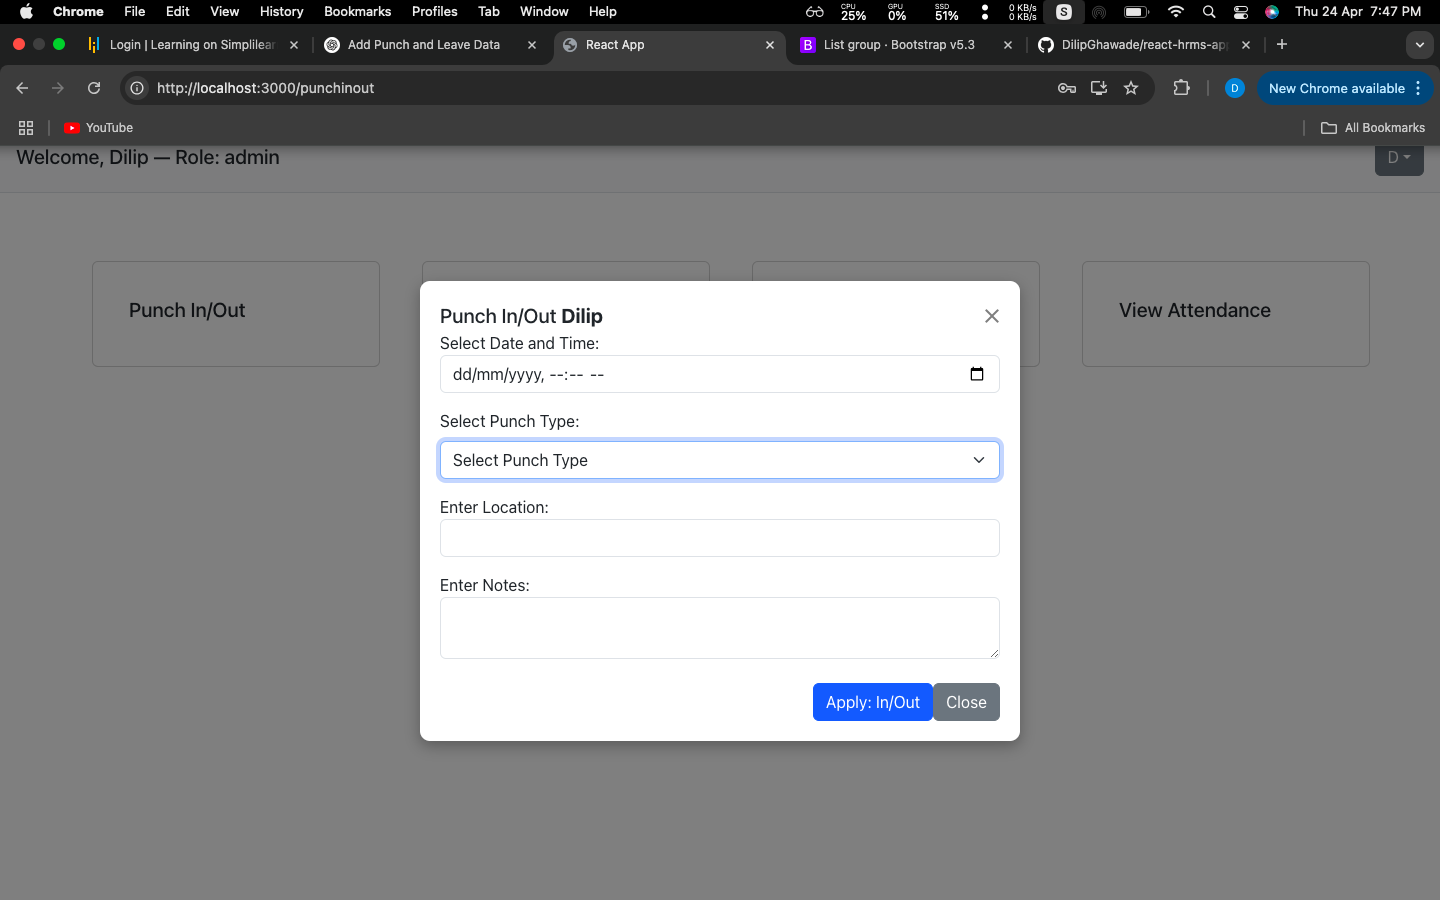 Chrome File Edit View History Bookmarks Profiles Tab Window Help CPU 25% GPU 0% SSD 51% 0 KB/s 0 KB/s S Thu 24 Apr 7:47 PM
Login | Learning on Simplilear Add Punch and Leave Data React App B List group · Bootstrap v5.3 DilipGhawade/react-hrms-ap
http://localhost:3000/punchinout D New Chrome available
YouTube All Bookmarks
Welcome, Dilip — Role: admin D
Punch In/Out View Attendance
Punch In/Out Dilip
Select Date and Time:
dd/mm/yyyy, --:-- --
Select Punch Type:
Select Punch Type
Enter Location:
Enter Notes:
Apply: In/Out Close